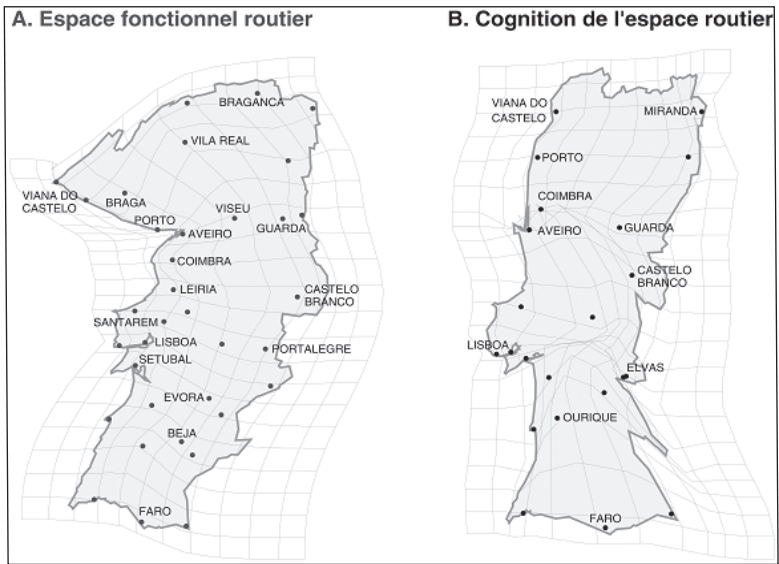 A. Espace fonctionnel routier
BRAGANCA
VILA REAL
VIANA DO
CASTELO
BRAGA
PORTO
VISEU
AVEIRO
GUARDA
COIMBRA
LEIRIA
CASTELO
BRANCO
SANTAREM
LISBOA
PORTALEGRE
SETUBAL
EVORA
BEJA
FARO
B. Cognition de l'espace routier
VIANA DO
CASTELO
MIRANDA
PORTO
COIMBRA
AVEIRO
GUARDA
CASTELO
BRANCO
LISBOA
ELVAS
OURIQUE
FARO